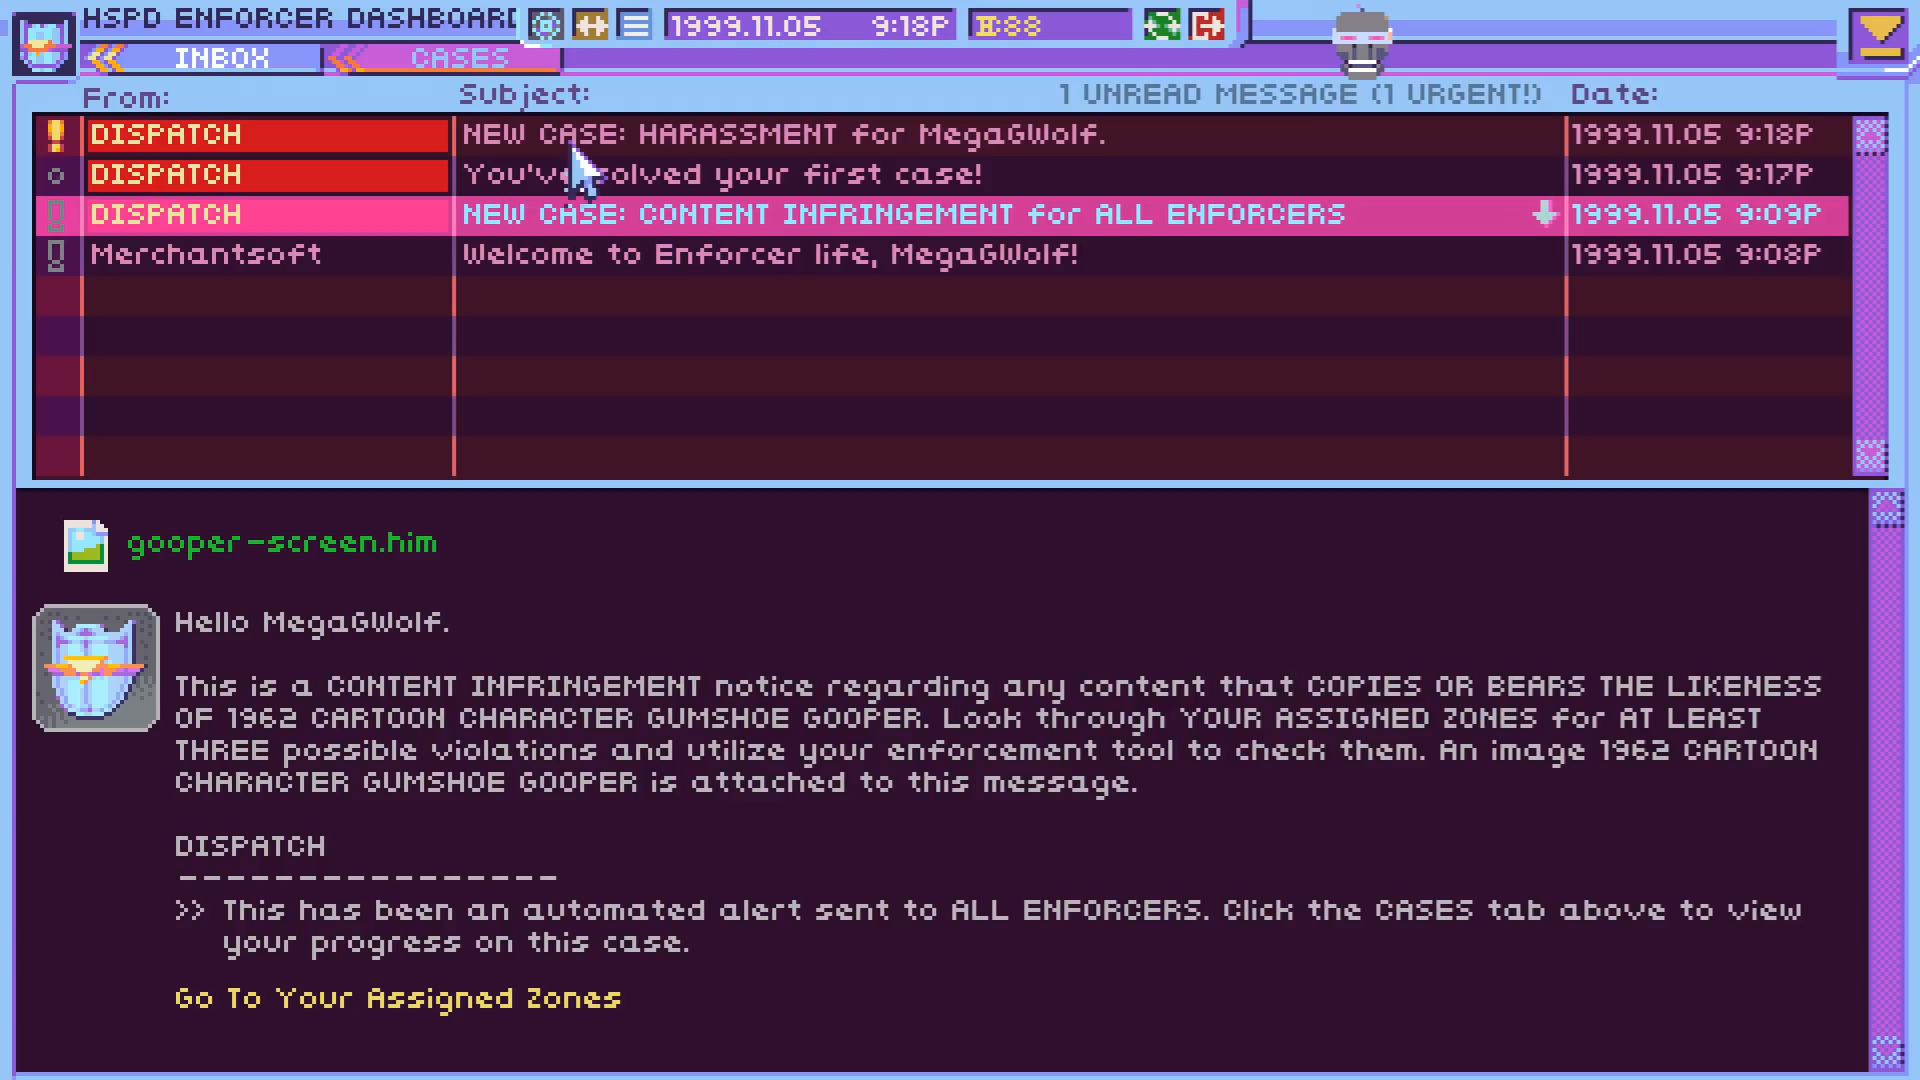 HSPD ENFORCER DASHBOARD
1999.11.05 9:18P
88
INBOX
CASES
From:
Subject:
1 UNREAD MESSAGE (1 URGENT!)
Date:
DISPATCH NEW CASE: HARASSMENT for MegaGWolf. 1999.11.05 9:18P
DISPATCH You've solved your first case! 1999.11.05 9:17P
DISPATCH NEW CASE: CONTENT INFRINGEMENT for ALL ENFORCERS 1999.11.05 9:09P
Merchantsoft Welcome to Enforcer life, MegaGWolf! 1999.11.05 9:08P
gooper-screen.him
Hello MegaGWolf.
This is a CONTENT INFRINGEMENT notice regarding any content that COPIES OR BEARS THE LIKENESS
OF 1962 CARTOON CHARACTER GUMSHOE GOOPER. Look through YOUR ASSIGNED ZONES for AT LEAST
THREE possible violations and utilize your enforcement tool to check them. An image 1962 CARTOON
CHARACTER GUMSHOE GOOPER is attached to this message.
DISPATCH
----------------
>> This has been an automated alert sent to ALL ENFORCERS. Click the CASES tab above to view
your progress on this case.
Go To Your Assigned Zones